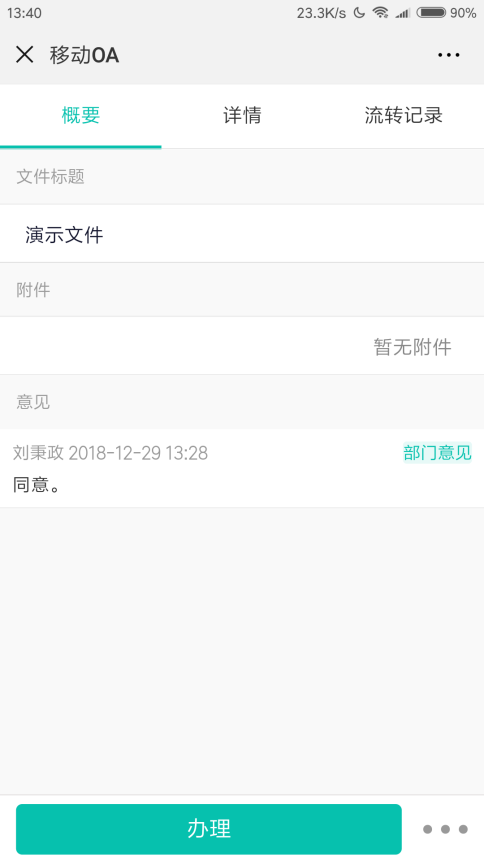 13:40 23.3K/s 90%
移动OA
概要 详情 流转记录
文件标题
演示文件
附件
暂无附件
意见
刘秉政 2018-12-29 13:28 部门意见
同意。
办理